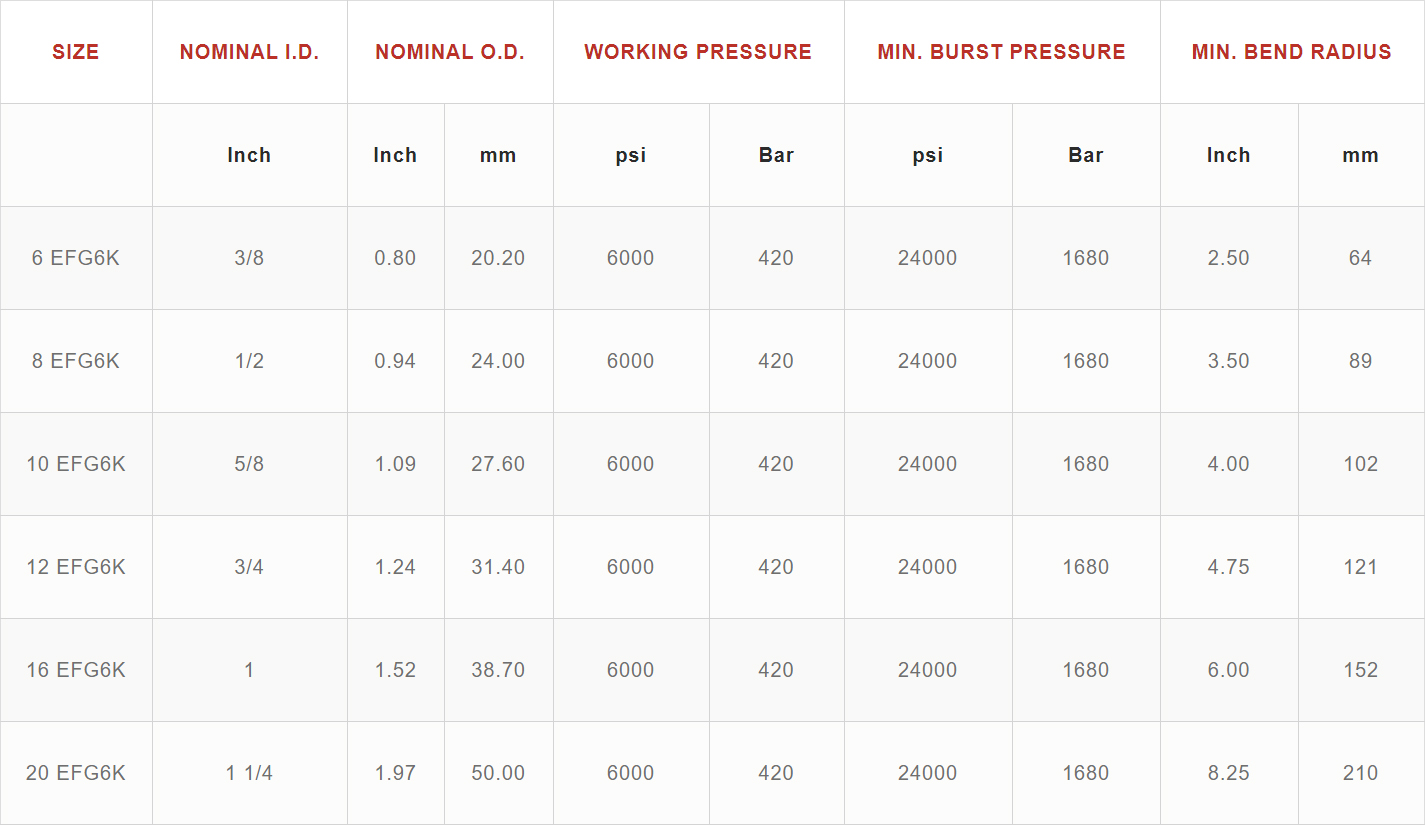 SIZE NOMINAL I.D. NOMINAL O.D. WORKING PRESSURE MIN. BURST PRESSURE MIN. BEND RADIUS
Inch Inch mm psi Bar psi Bar Inch mm
6 EFG6K 3/8 0.80 20.20 6000 420 24000 1680 2.50 64
8 EFG6K 1/2 0.94 24.00 6000 420 24000 1680 3.50 89
10 EFG6K 5/8 1.09 27.60 6000 420 24000 1680 4.00 102
12 EFG6K 3/4 1.24 31.40 6000 420 24000 1680 4.75 121
16 EFG6K 1 1.52 38.70 6000 420 24000 1680 6.00 152
20 EFG6K 1 1/4 1.97 50.00 6000 420 24000 1680 8.25 210